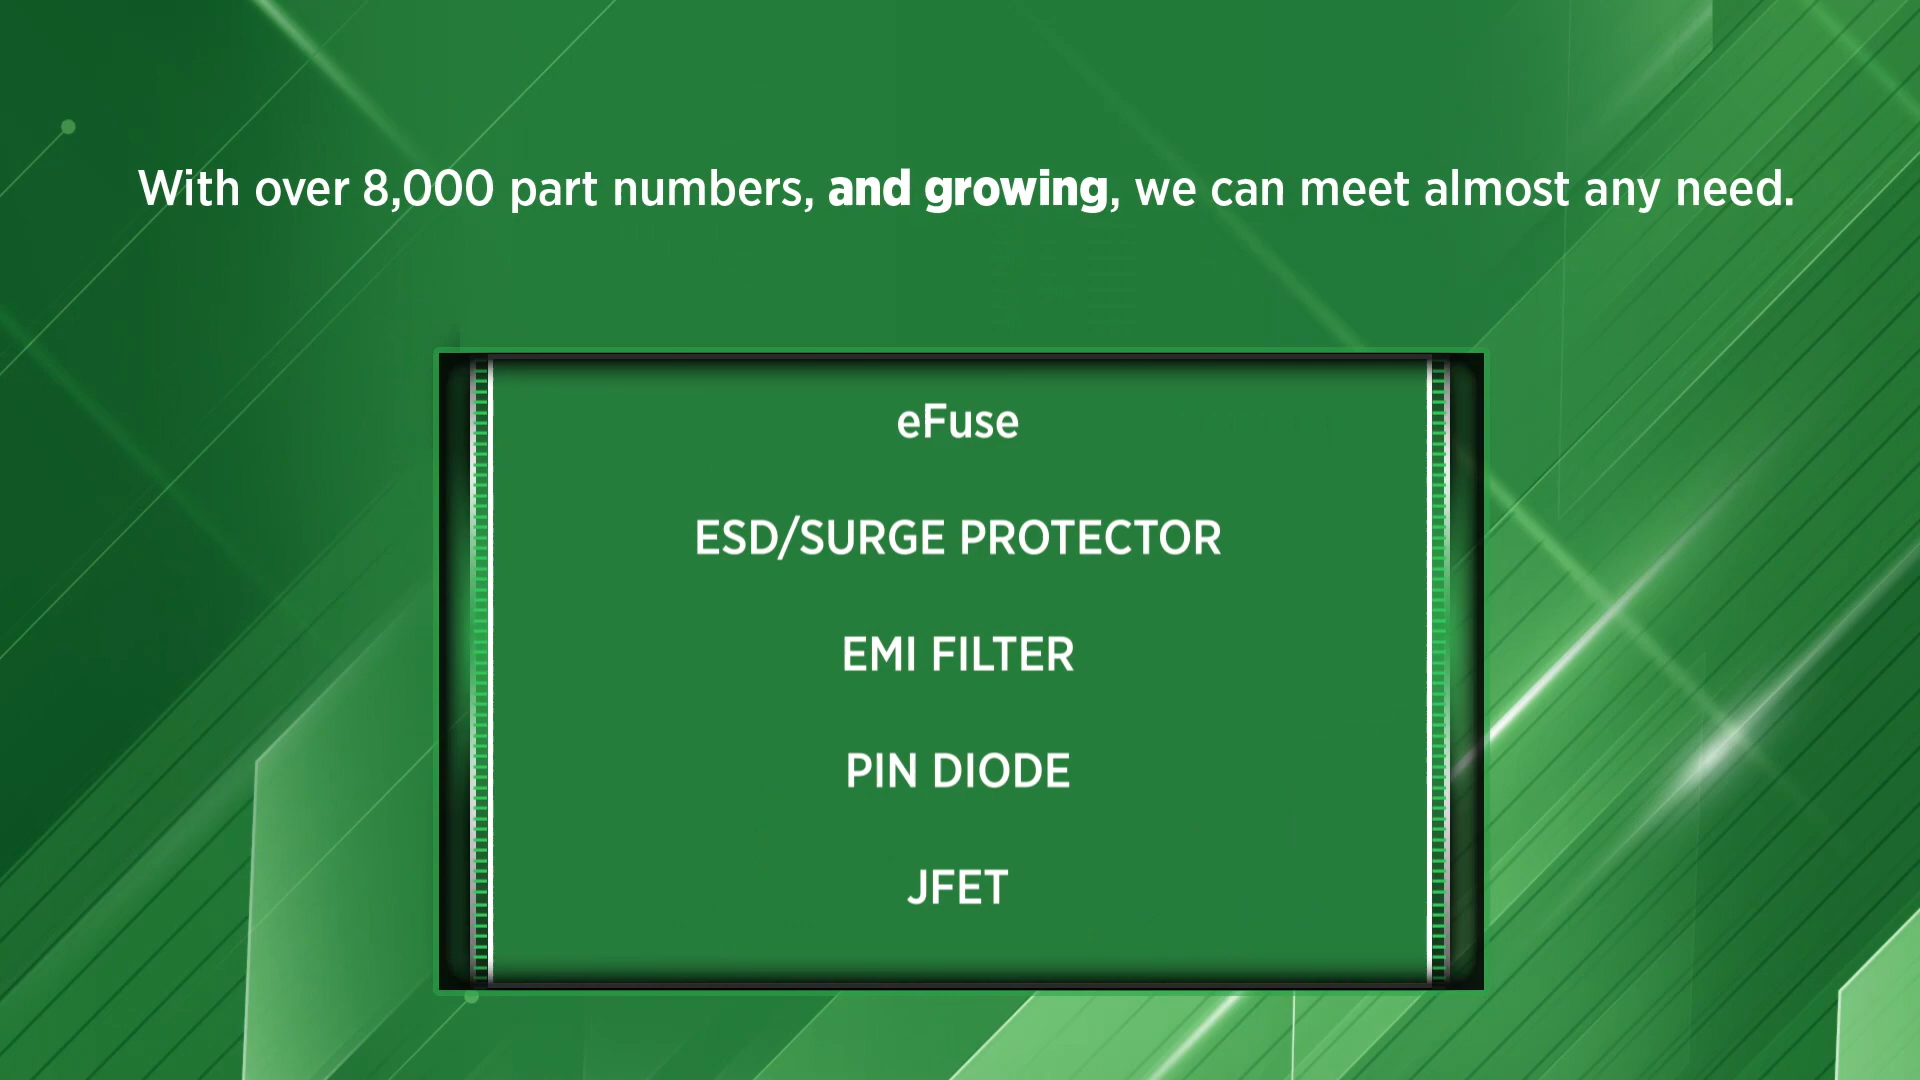 With over 8,000 part numbers, and growing, we can meet almost any need.
eFuse
ESD/SURGE PROTECTOR
EMI FILTER
PIN DIODE
JFET